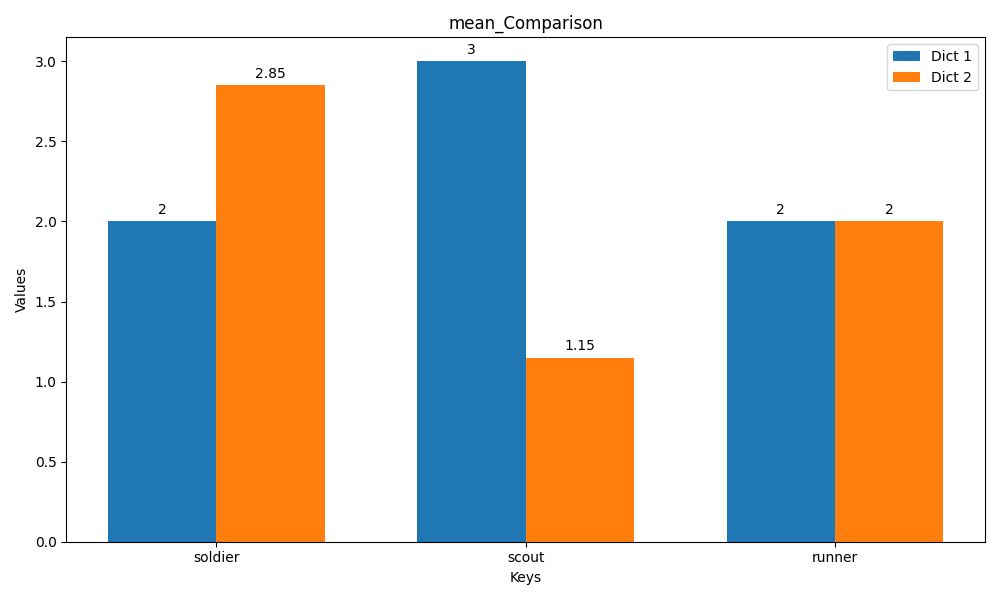 mean_Comparison
Dict 1
Dict 2
Values
3.0
2.5
2.0
1.5
1.0
0.5
0.0
2
2.85
3
1.15
2
2
soldier
scout
runner
Keys